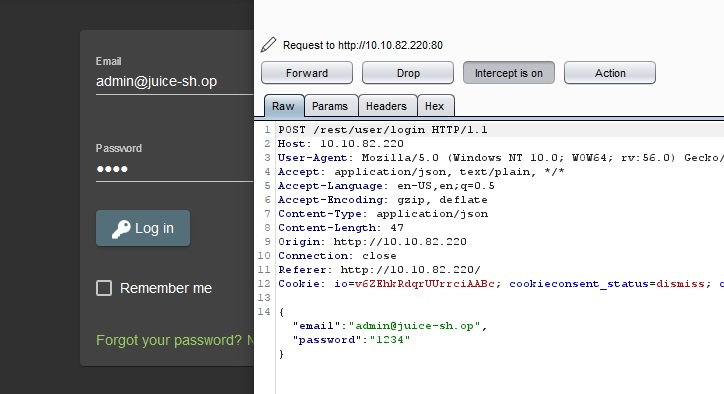 Email
admin@juice-sh.op
Password
Log in
Remember me
Forgot your password?
Request to http://10.10.82.220:80
Forward Drop Intercept is on Action
Raw Params Headers Hex
1 POST /rest/user/login HTTP/1.1
2 Host: 10.10.82.220
3 User-Agent: Mozilla/5.0 (Windows NT 10.0; WOW64; rv:56.0) Gecko/
4 Accept: application/json, text/plain, */*
5 Accept-Language: en-US,en;q=0.5
6 Accept-Encoding: gzip, deflate
7 Content-Type: application/json
8 Content-Length: 47
9 Origin: http://10.10.82.220
10 Connection: close
11 Referer: http://10.10.82.220/
12 Cookie: io=v6ZEhkRdqrUUrrciAABc; cookieconsent_status=dismiss;
13
14 {
"email":"admin@juice-sh.op",
"password":"1234"
}